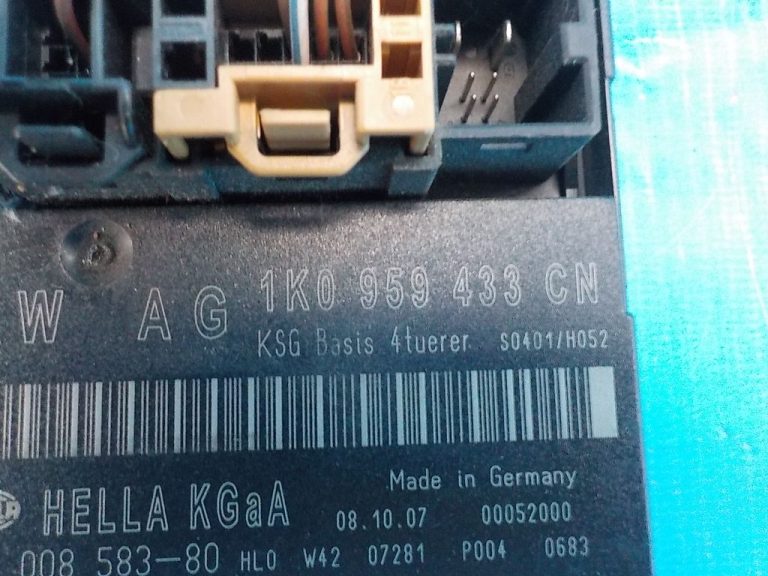 W AG 1K0 959 433 CN
KSG Basis 4tuerer S0401/H052
Made in Germany
HELLA KGaA 08.10.07 00052000
008 583-80 HL0 W42 07281 P004 0683